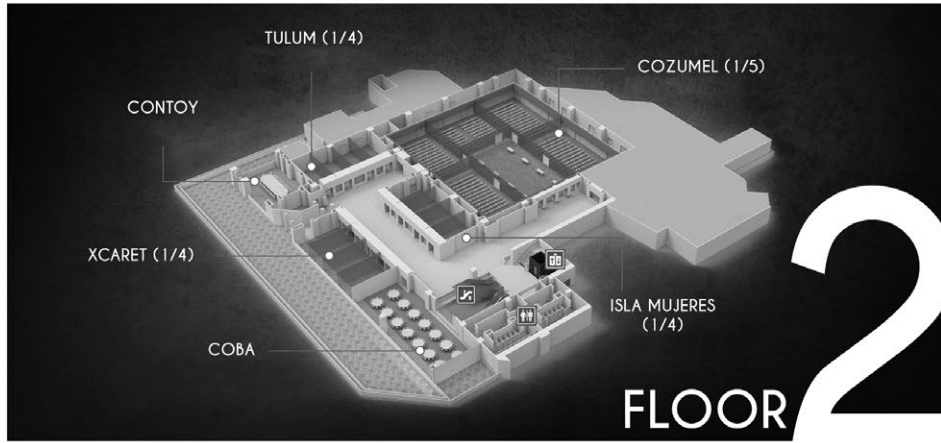 TULUM (1/4)
COZUMEL (1/5)
CONTOY
XCARET (1/4)
ISLA MUJERES
(1/4)
COBA
FLOOR 2